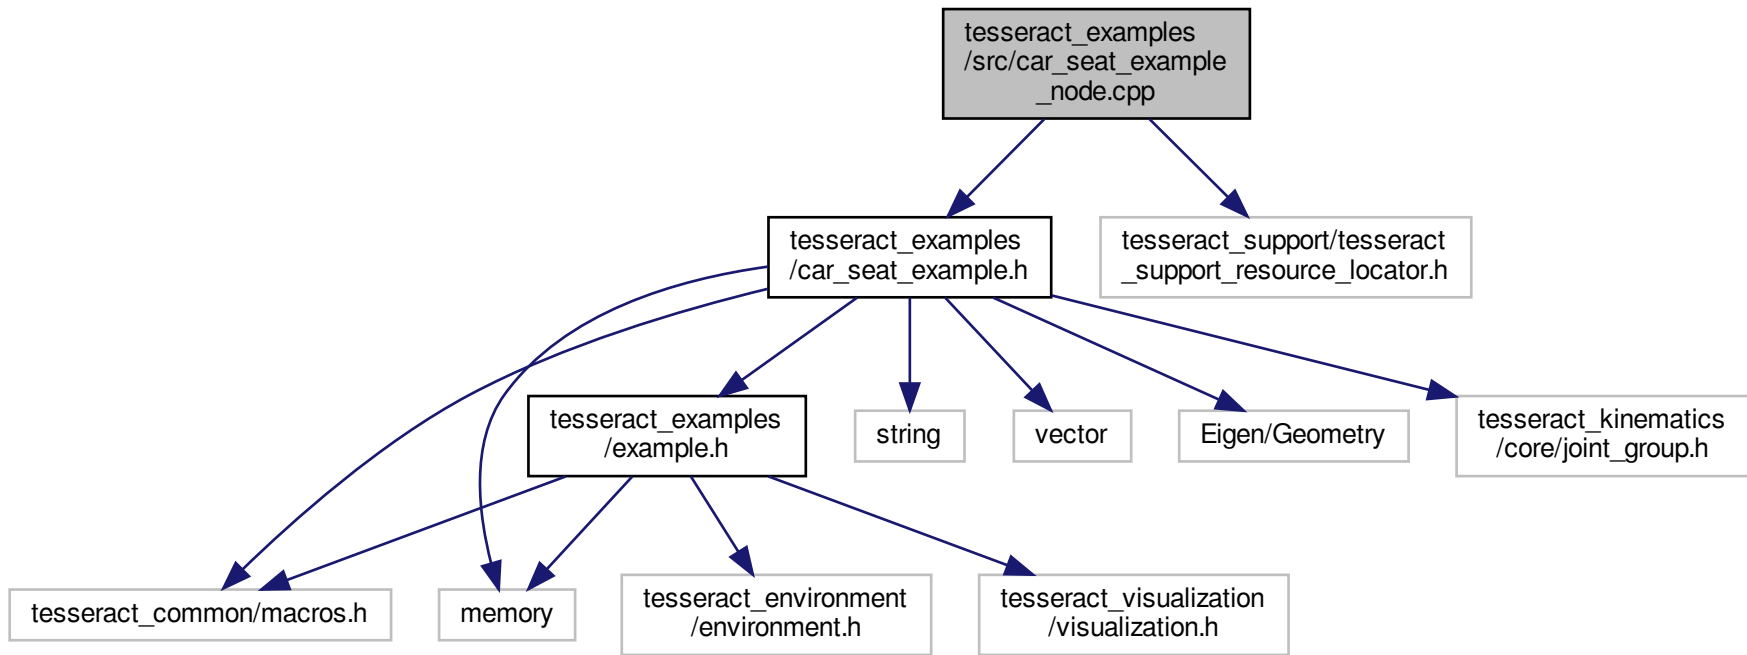 tesseract_examples
/src/car_seat_example
_node.cpp
tesseract_examples
/car_seat_example.h
tesseract_support/tesseract
_support_resource_locator.h
tesseract_examples
/example.h
string
vector
Eigen/Geometry
tesseract_kinematics
/core/joint_group.h
tesseract_common/macros.h
memory
tesseract_environment
/environment.h
tesseract_visualization
/visualization.h